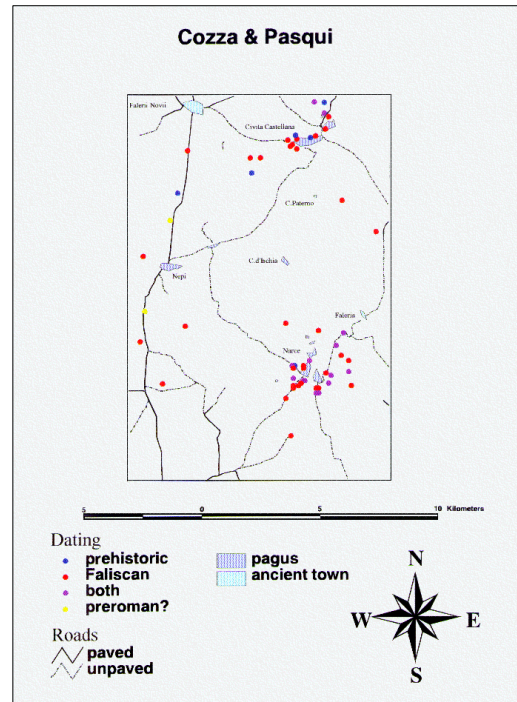 Cozza & Pasqui
Falerii Novii
Civita Castellana
C.Paterno
C.d'Ischia
Nepi
Faleria
Narce
5 0 5 10 Kilometers
Dating
prehistoric
Faliscan
both
preroman?
pagus
ancient town
Roads
paved
unpaved
N
W E
S